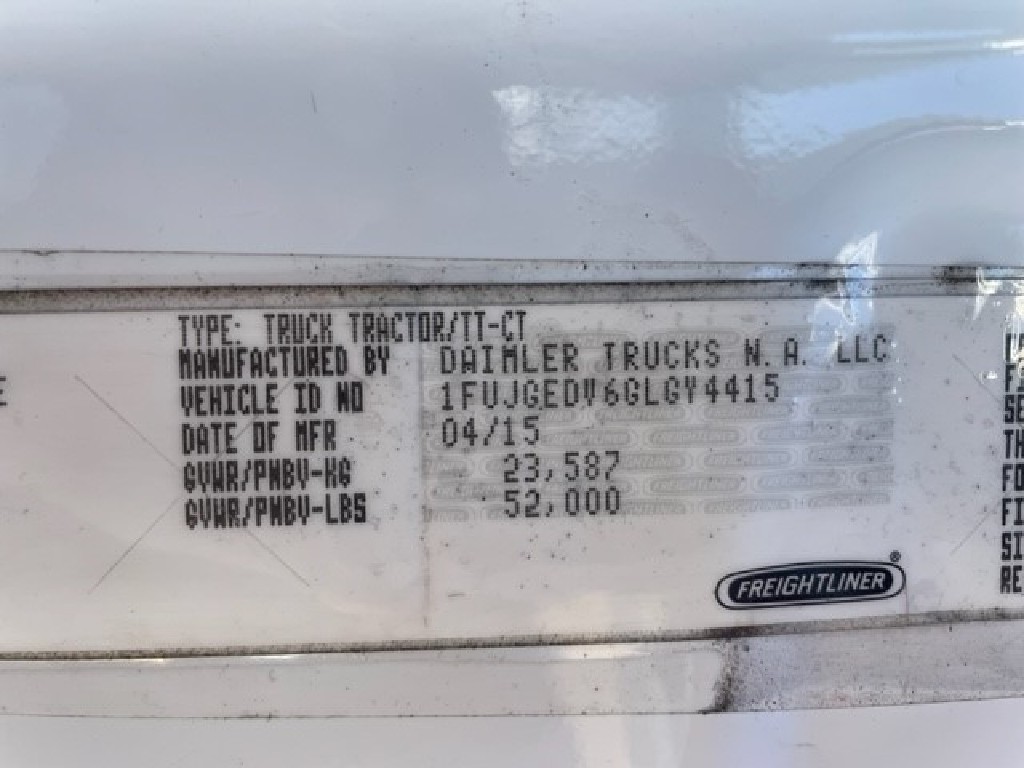 TYPE: TRUCK TRACTOR/TT-CT
MANUFACTURED BY DAIMLER TRUCKS N.A. LLC
VEHICLE ID NO 1FUJGEDV6GLGY4415
DATE OF MFR 04/15
GVWR/PNBV-KG 23,587
GVWR/PNBV-LBS 52,000
FREIGHTLINER®